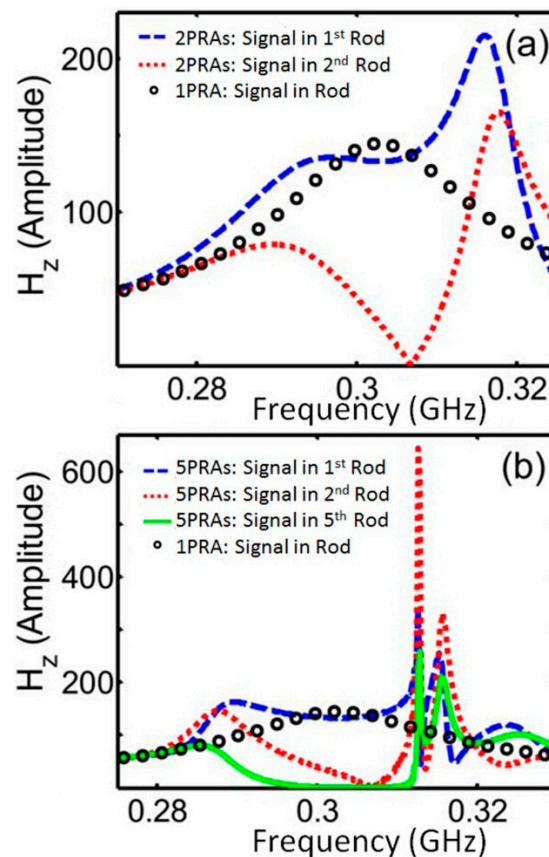 (a)
2PRAs: Signal in 1st Rod
2PRAs: Signal in 2nd Rod
1PRA: Signal in Rod
200
100
Hz (Amplitude)
0.28
0.3
0.32
Frequency (GHz)
(b)
600
5PRAs: Signal in 1st Rod
5PRAs: Signal in 2nd Rod
5PRAs: Signal in 5th Rod
1PRA: Signal in Rod
400
200
Hz (Amplitude)
0.28
0.3
0.32
Frequency (GHz)